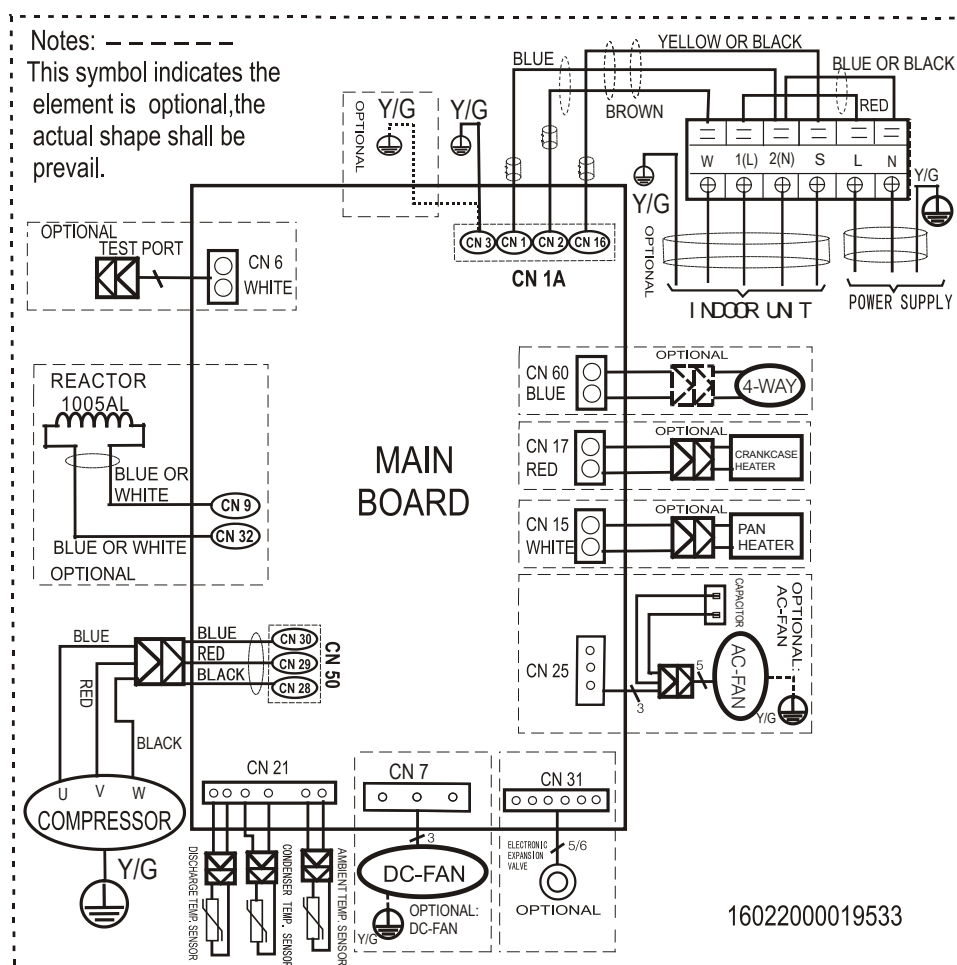 Notes:
This symbol indicates the
element is optional,the
actual shape shall be
prevail.
OPTIONAL
Y/G
Y/G
BLUE
YELLOW OR BLACK
BROWN
BLUE OR BLACK
RED
W 1(L) 2(N) S L N
Y/G
Y/G
OPTIONAL
INDOOR UNIT
POWER SUPPLY
CN 3 CN 1 CN 2 CN 16
CN 1A
OPTIONAL
TEST PORT
CN 6
WHITE
REACTOR
1005AL
BLUE OR
WHITE
CN 9
CN 32
BLUE OR WHITE
OPTIONAL
MAIN
BOARD
OPTIONAL
CN 60
BLUE
4-WAY
OPTIONAL
CN 17
RED
CRANKCASE
HEATER
OPTIONAL
CN 15
WHITE
PAN
HEATER
CAPACITOR
OPTIONAL:
AC-FAN
CN 25
3
5
AC-FAN
Y/G
BLUE
RED
BLACK
BLUE
RED
BLACK
CN 30
CN 29
CN 28
CN 50
U V W
COMPRESSOR
Y/G
CN 21
DISCHARGE TEMP. SENSOR
CONDENSER TEMP. SENSOR
AMBIENT TEMP. SENSOR
CN 7
3
DC-FAN
OPTIONAL:
DC-FAN
Y/G
CN 31
ELECTRONIC
EXPANSION
VALVE
5/6
OPTIONAL
16022000019533